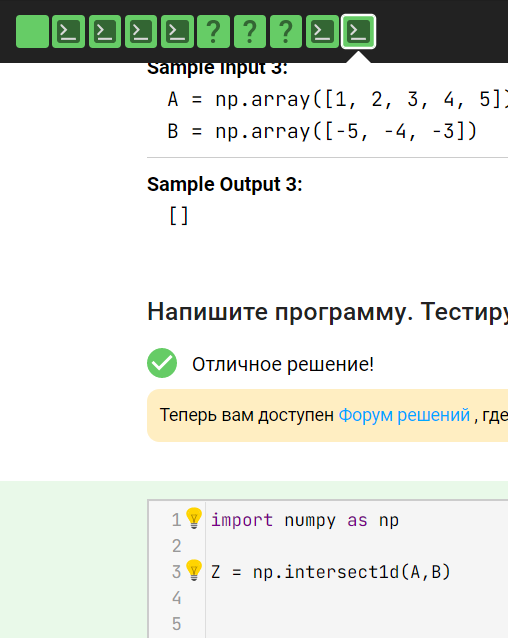 ? ? ?
Sample Input 3:
A = np.array([1, 2, 3, 4, 5])
B = np.array([-5, -4, -3])
Sample Output 3:
[]
Напишите программу. Тестиру
Отличное решение!
Теперь вам доступен Форум решений , где
1 import numpy as np
2
3 Z = np.intersect1d(A,B)
4
5